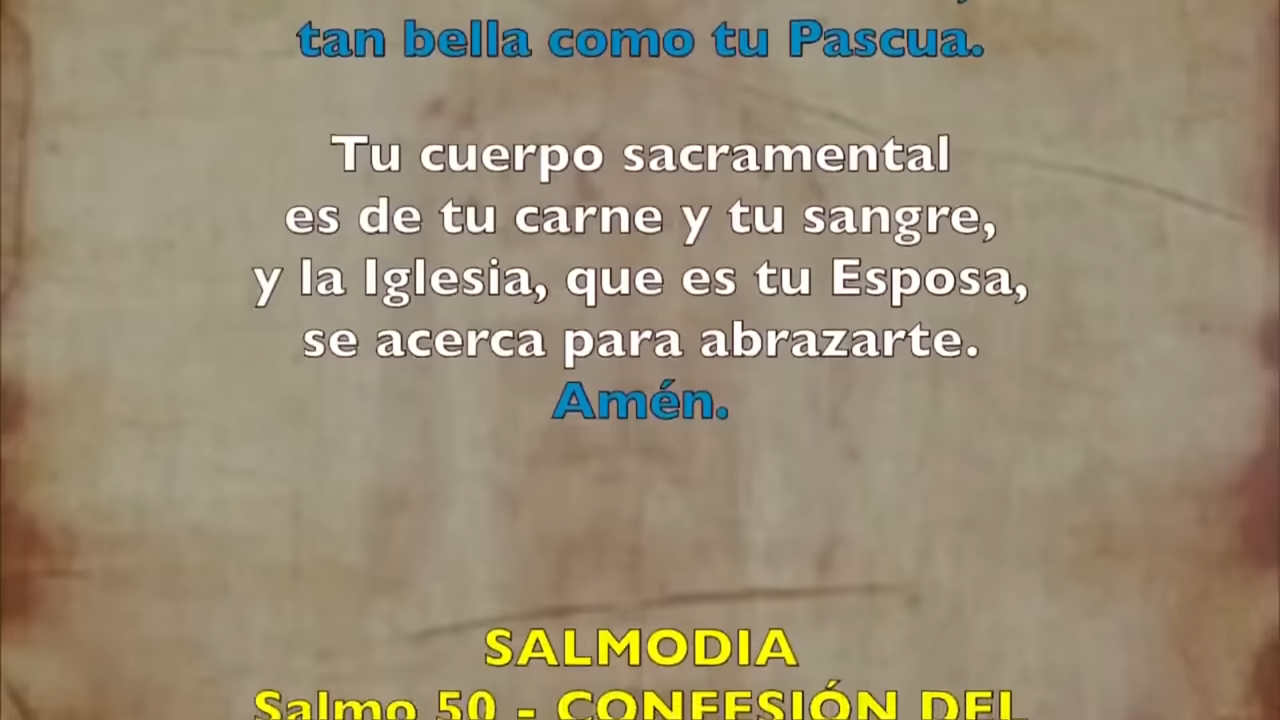 tan bella como tu Pascua.
Tu cuerpo sacramental
es de tu carne y tu sangre,
y la Iglesia, que es tu Esposa,
se acerca para abrazarte.
Amén.
SALMODIA
Salmo 50 - CONFESIÓN DEL